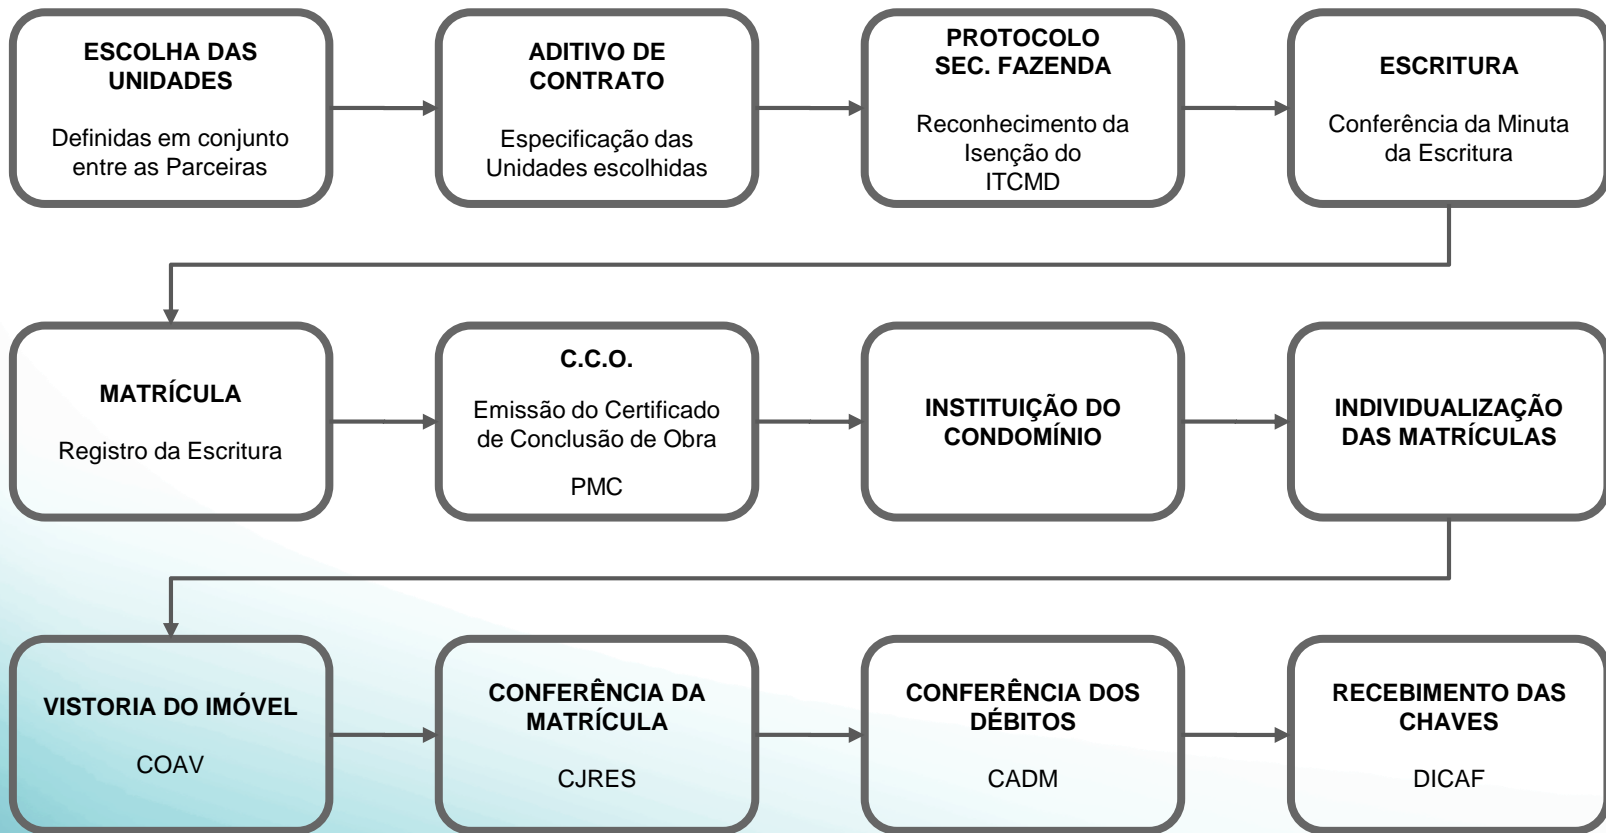 ESCOLHA DAS
UNIDADES
Definidas em conjunto
entre as Parceiras
ADITIVO DE
CONTRATO
Especificação das
Unidades escolhidas
PROTOCOLO
SEC. FAZENDA
Reconhecimento da
Isenção do
ITCMD
ESCRITURA
Conferência da Minuta
da Escritura
MATRÍCULA
Registro da Escritura
C.C.O.
Emissão do Certificado
de Conclusão de Obra
PMC
INSTITUIÇÃO DO
CONDOMÍNIO
INDIVIDUALIZAÇÃO
DAS MATRÍCULAS
VISTORIA DO IMÓVEL
COAV
CONFERÊNCIA DA
MATRÍCULA
CJRES
CONFERÊNCIA DOS
DÉBITOS
CADM
RECEBIMENTO DAS
CHAVES
DICAF